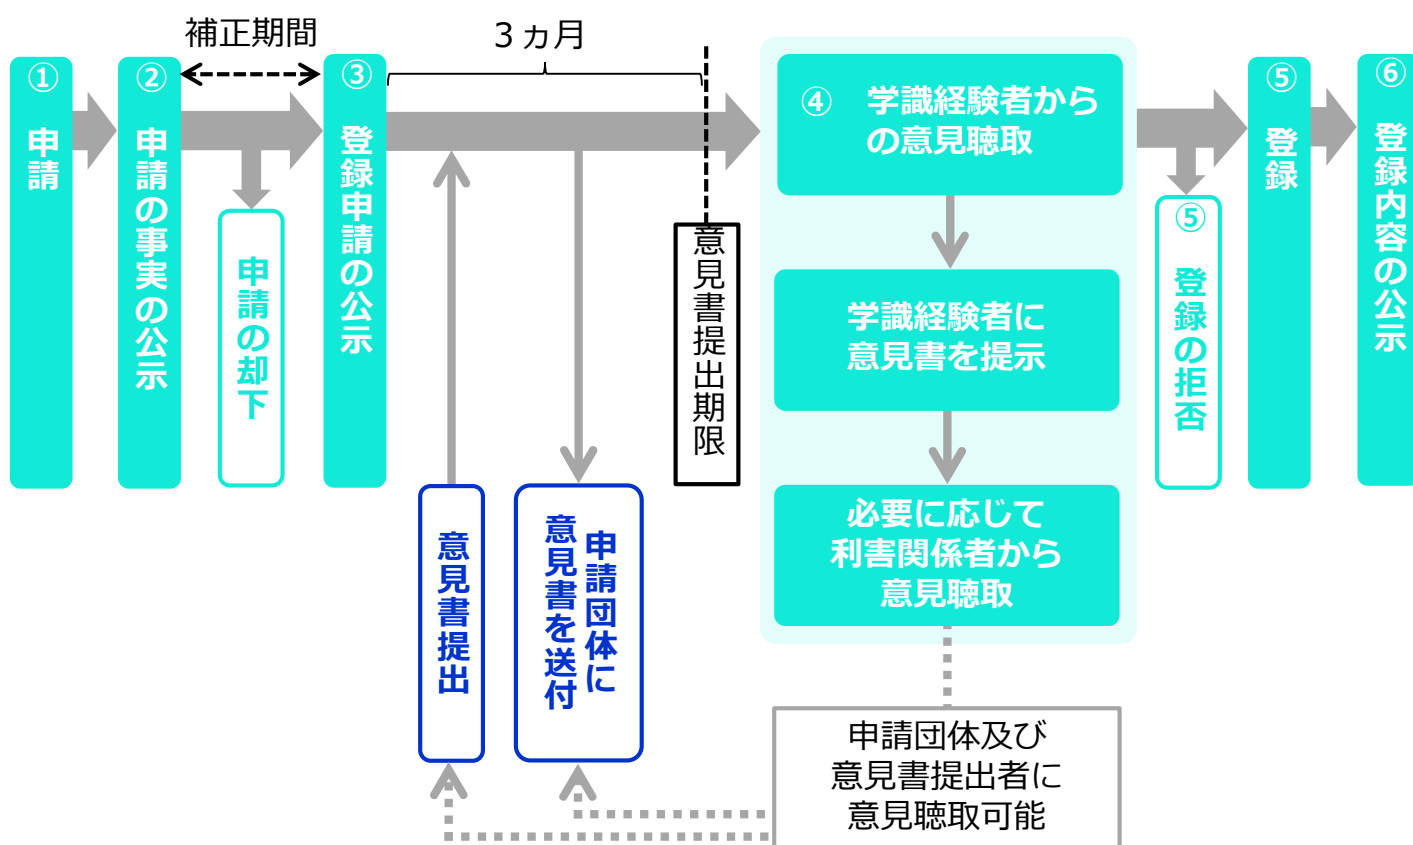 補正期間
3ヵ月
①　申請
②　申請の事実の公示
申請の却下
③　登録申請の公示
意見書提出期限
意見書提出
申請団体に
意見書を送付
④　学識経験者から
の意見聴取
学識経験者に
意見書を提示
必要に応じて
利害関係者から
意見聴取
申請団体及び
意見書提出者に
意見聴取可能
⑤　登録の拒否
⑤　登録
⑥　登録内容の公示